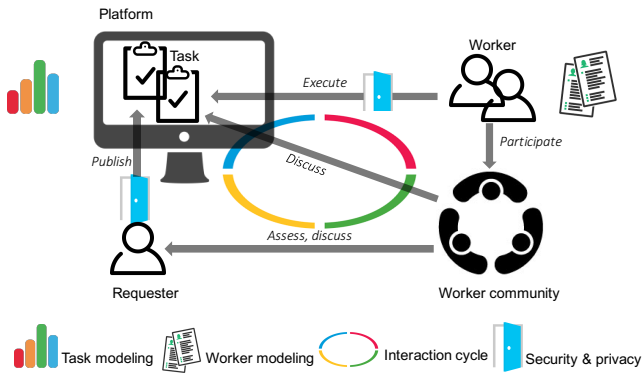 Platform
Task
Worker
Execute
Participate
Publish
Discuss
Assess, discuss
Requester
Worker community
Task modeling
Worker modeling
Interaction cycle
Security & privacy